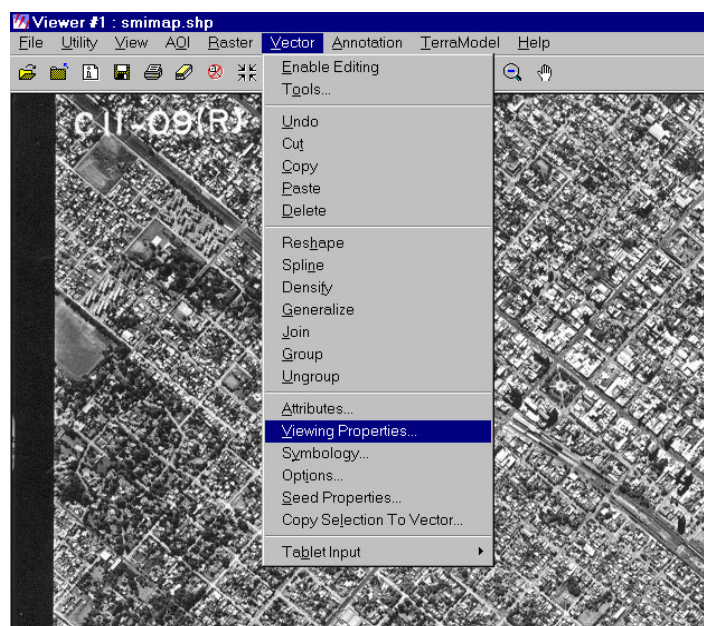 Viewer #1 : smimap.shp
File Utility View AOI Raster Vector Annotation TerraModel Help
C11-09(R)
Enable Editing
Tools...
Undo
Cut
Copy
Paste
Delete
Reshape
Spline
Densify
Generalize
Join
Group
Ungroup
Attributes...
Viewing Properties...
Symbology...
Options...
Seed Properties...
Copy Selection To Vector...
Tablet Input